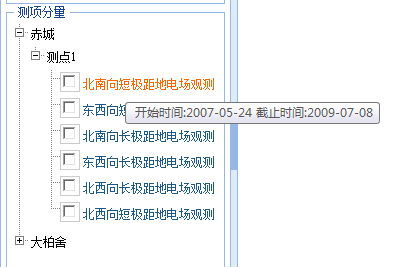 测项分量
赤城
测点1
北南向短极距地电场观测
东西向短
开始时间:2007-05-24 截止时间:2009-07-08
北南向长极距地电场观测
东西向长极距地电场观测
北西向长极距地电场观测
北西向短极距地电场观测
大柏舍